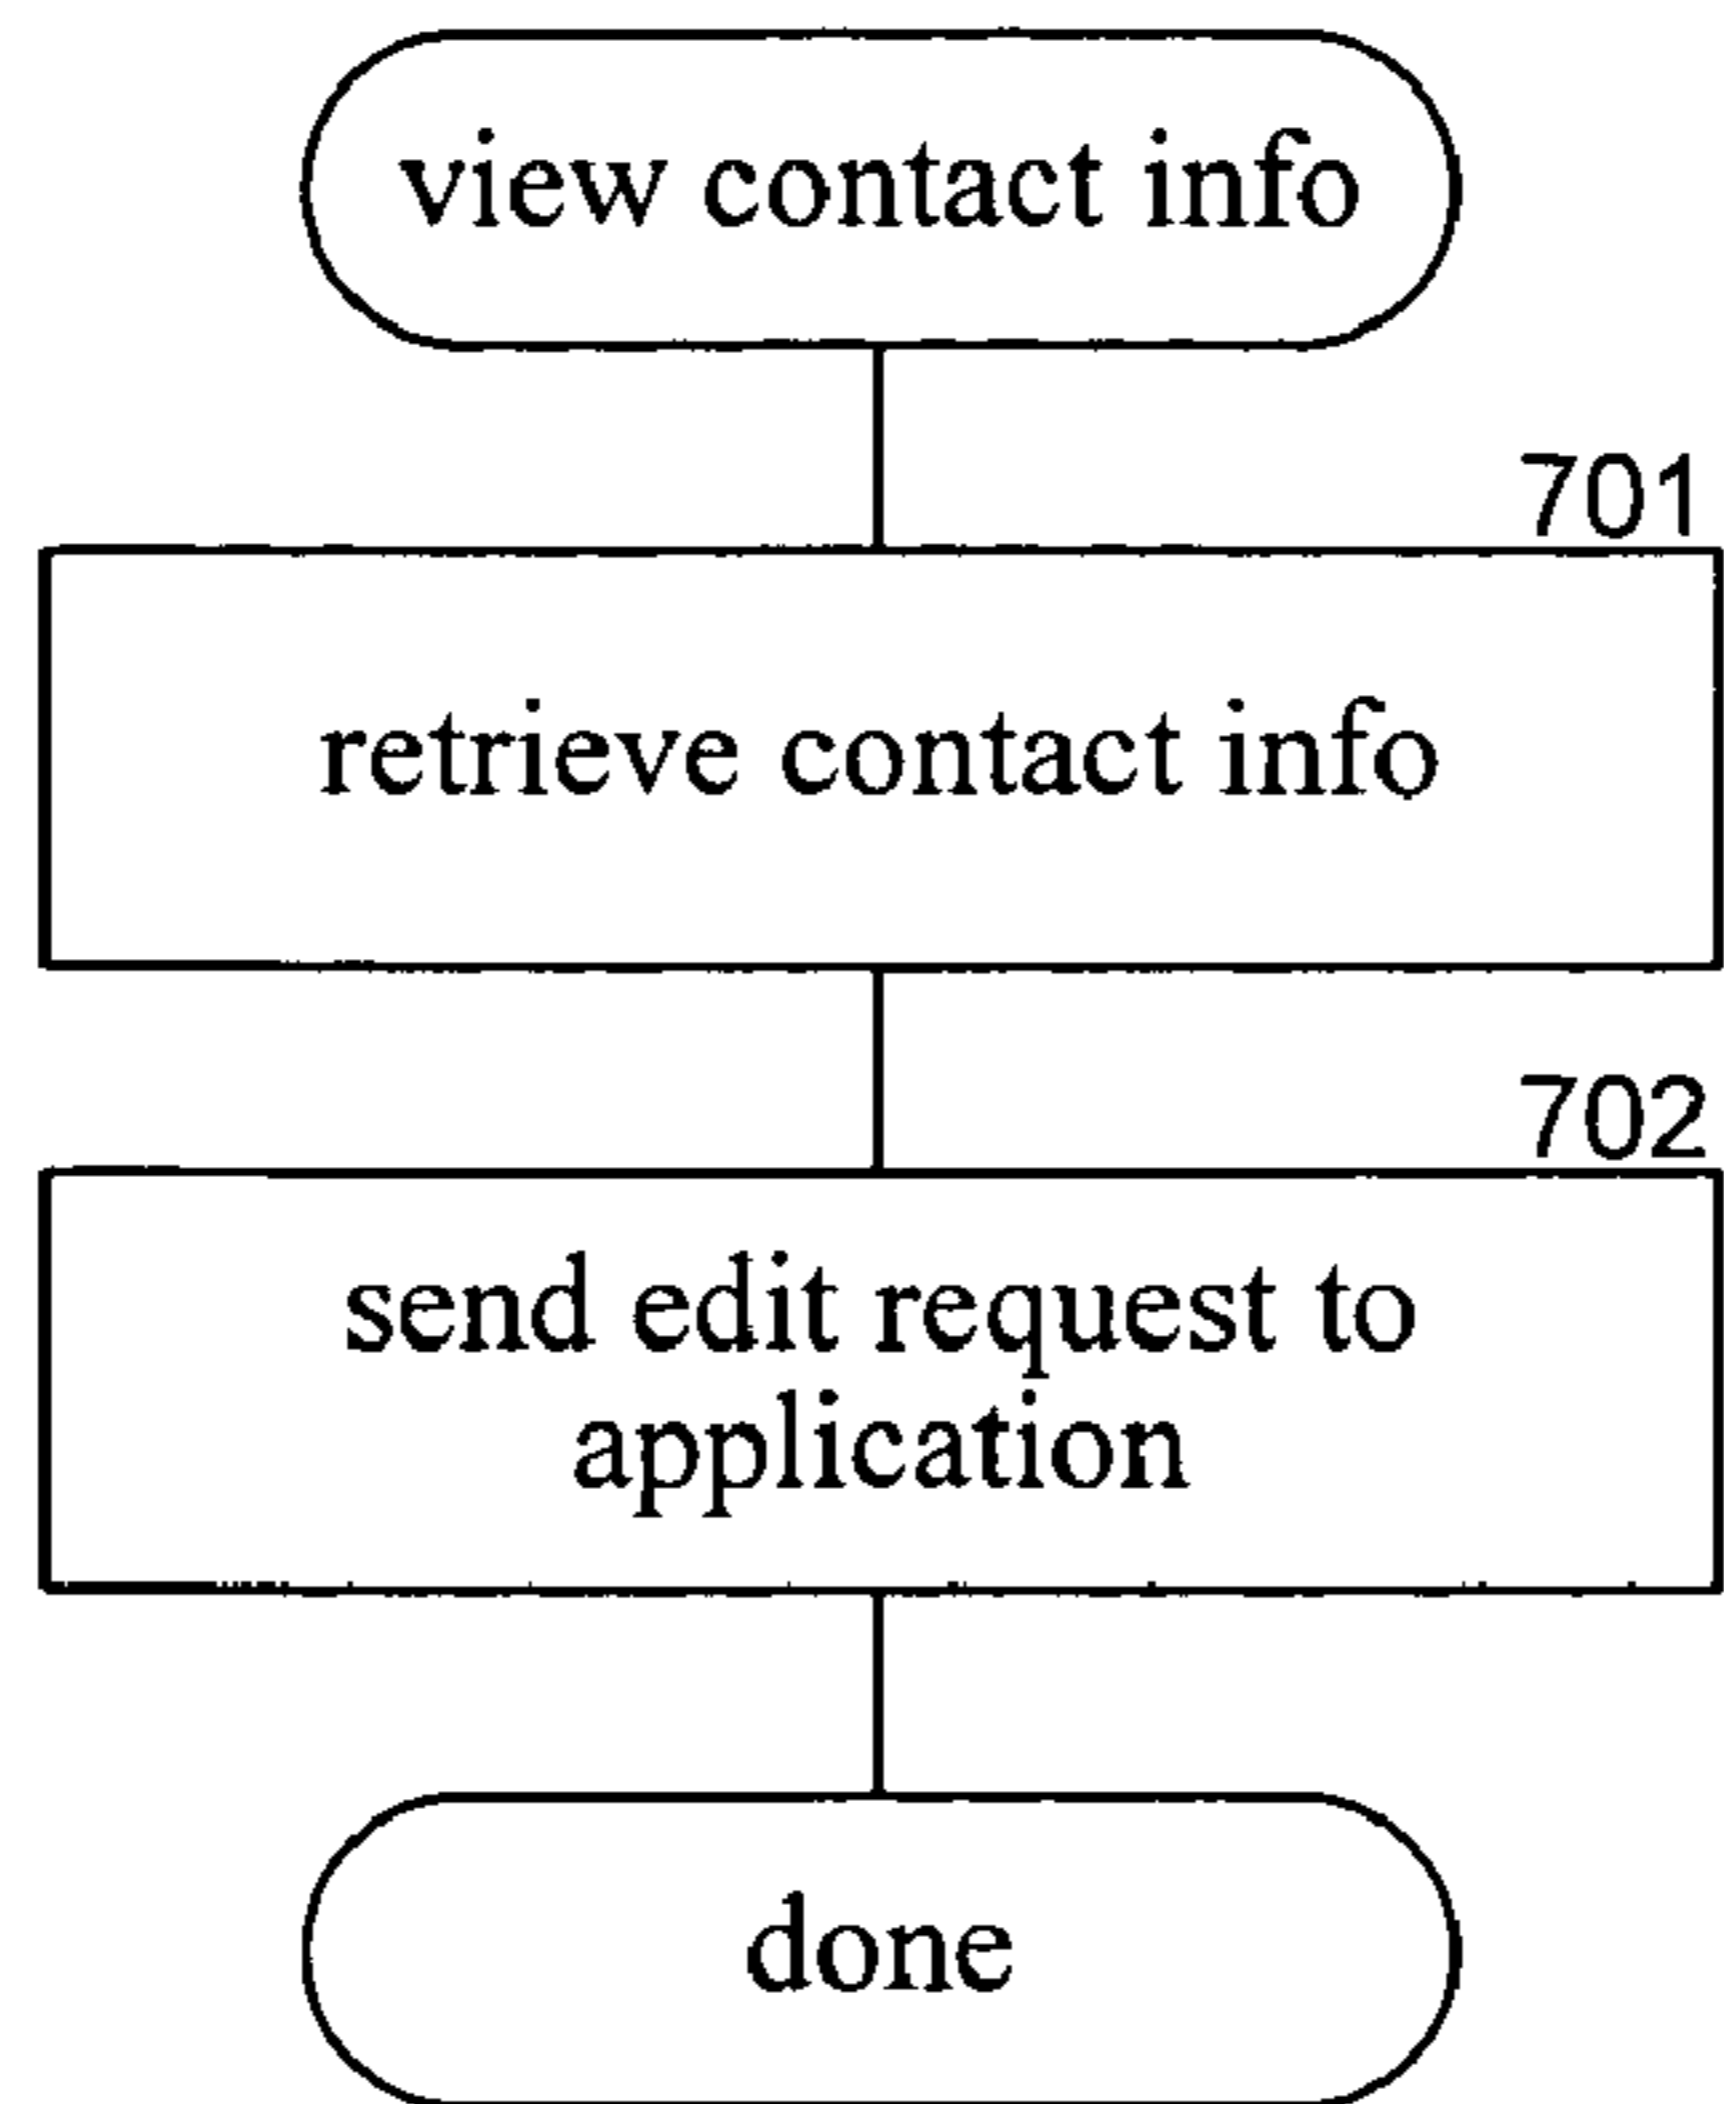 view contact info
701
retrieve contact info
702
send edit request to
application
done